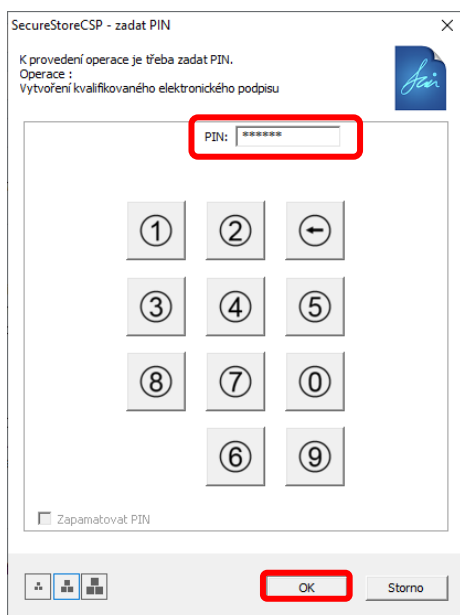 SecureStoreCSP - zadat PIN
K provedení operace je třeba zadat PIN.
Operace :
Vytvoření kvalifikovaného elektronického podpisu
PIN: ******
1 2
3 4 5
8 7 0
6 9
Zapamatovat PIN
OK Storno